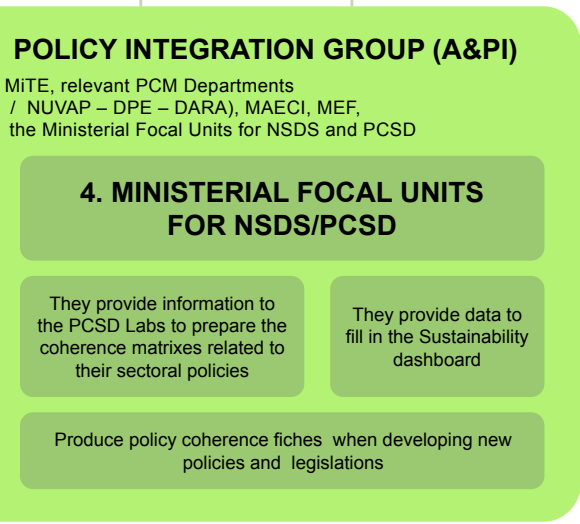 POLICY INTEGRATION GROUP (A&PI)
MiTE, relevant PCM Departments
/ NUVAP – DPE – DARA), MAECI, MEF,
the Ministerial Focal Units for NSDS and PCSD
4. MINISTERIAL FOCAL UNITS
FOR NSDS/PCSD
They provide information to
the PCSD Labs to prepare the
coherence matrixes related to
their sectoral policies
They provide data to
fill in the Sustainability
dashboard
Produce policy coherence fiches when developing new
policies and legislations